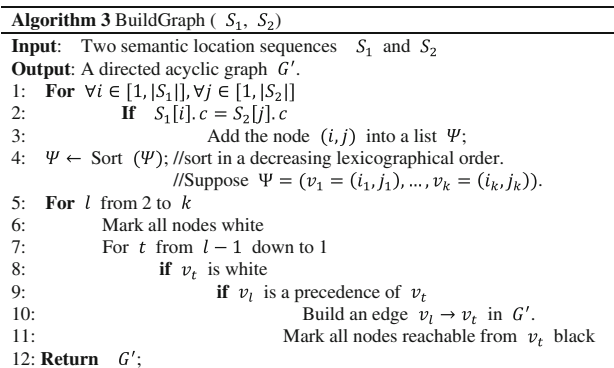 Algorithm 3 BuildGraph ( S₁, S₂)
Input: Two semantic location sequences S₁ and S₂
Output: A directed acyclic graph G′.
1: For ∀i ∈ [1, |S₁|], ∀j ∈ [1, |S₂|]
2: If S₁[i]. c = S₂[j]. c
3: Add the node (i, j) into a list Ψ;
4: Ψ ← Sort (Ψ); //sort in a decreasing lexicographical order.
//Suppose Ψ = (v₁ = (i₁, j₁), … , vₖ = (iₖ, jₖ)).
5: For l from 2 to k
6: Mark all nodes white
7: For t from l − 1 down to 1
8: if vₜ is white
9: if vₗ is a precedence of vₜ
10: Build an edge vₗ → vₜ in G′.
11: Mark all nodes reachable from vₜ black
12: Return G′;